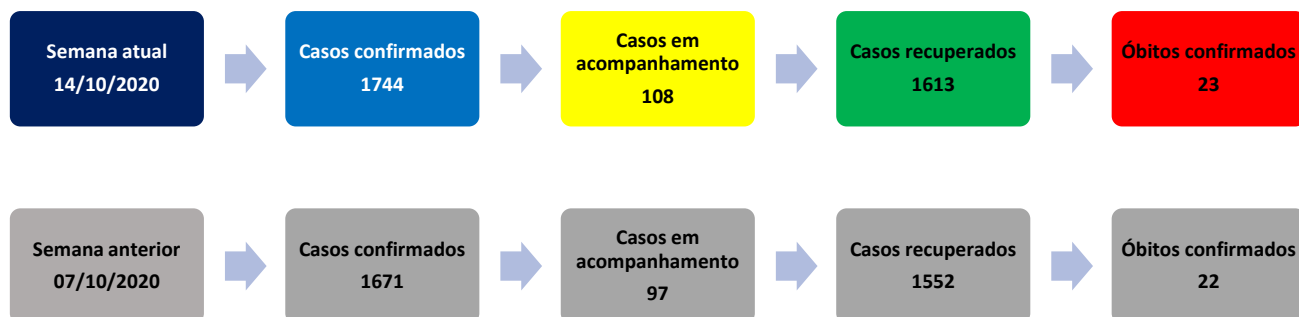 Semana atual
14/10/2020
Casos confirmados
1744
Casos em
acompanhamento
108
Casos recuperados
1613
Óbitos confirmados
23
Semana anterior
07/10/2020
Casos confirmados
1671
Casos em
acompanhamento
97
Casos recuperados
1552
Óbitos confirmados
22